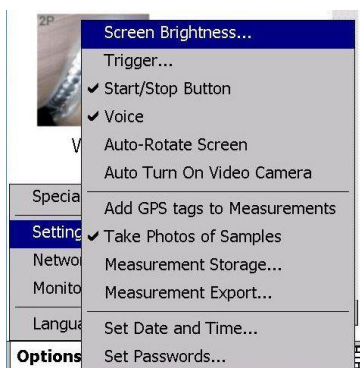 2P
Screen Brightness...
Trigger...
Start/Stop Button
Voice
Auto-Rotate Screen
Auto Turn On Video Camera
Add GPS tags to Measurements
Take Photos of Samples
Measurement Storage...
Measurement Export...
Set Date and Time...
Set Passwords...
V
Specia
Setting
Netwo
Monito
Langua
Options